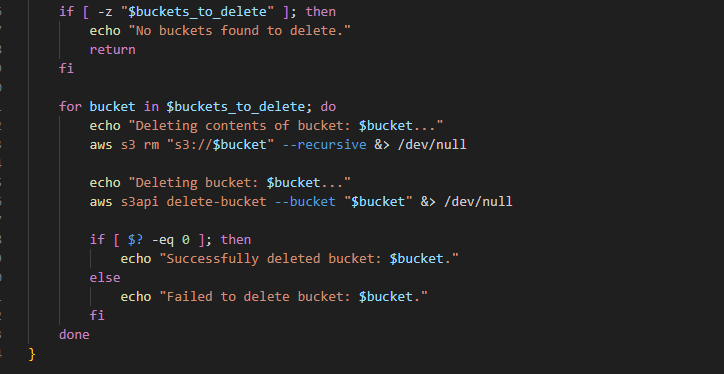 if [ -z "$buckets_to_delete" ]; then
echo "No buckets found to delete."
return
fi
for bucket in $buckets_to_delete; do
echo "Deleting contents of bucket: $bucket..."
aws s3 rm "s3://$bucket" --recursive &> /dev/null
echo "Deleting bucket: $bucket..."
aws s3api delete-bucket --bucket "$bucket" &> /dev/null
if [ $? -eq 0 ]; then
echo "Successfully deleted bucket: $bucket."
else
echo "Failed to delete bucket: $bucket."
fi
done
}